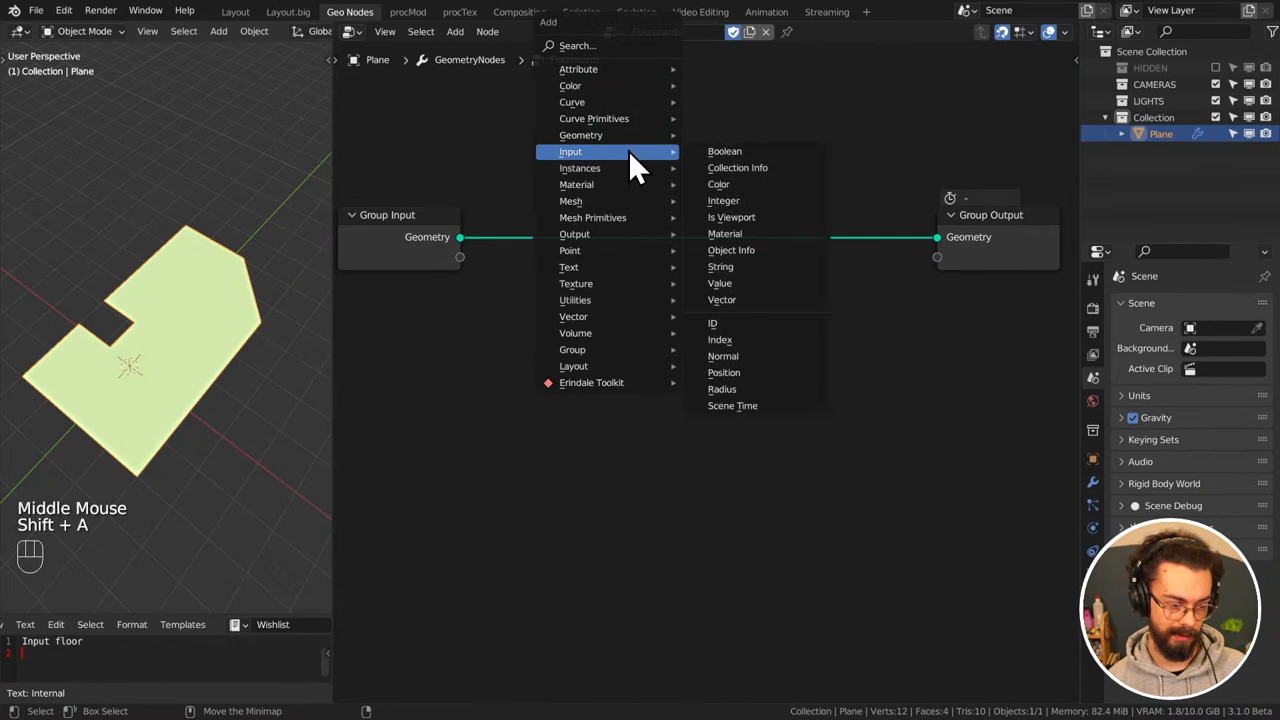 File Edit Render Window Help
Layout Layout.big Geo Nodes procMod procTex Compositing Video Editing Animation Streaming +
Scene
View Layer
Object Mode View Select Add Object Globa
View Select Add Node
User Perspective
(1) Collection | Plane
Plane > GeometryNodes >
Add
Search...
Attribute
Color
Curve
Curve Primitives
Geometry
Input
Instances
Material
Mesh
Mesh Primitives
Output
Point
Text
Texture
Utilities
Vector
Volume
Group
Layout
Erindale Toolkit
Boolean
Collection Info
Color
Integer
Is Viewport
Material
Object Info
String
Value
Vector
ID
Index
Normal
Position
Radius
Scene Time
Group Input
Geometry
-
Group Output
Geometry
Scene Collection
HIDDEN
CAMERAS
LIGHTS
Collection
Plane
Scene
Scene
Camera
Background...
Active Clip
Units
Gravity
Keying Sets
Audio
Rigid Body World
Scene Debug
Middle Mouse
Shift + A
Text Edit Select Format Templates Wishlist
1 Input floor
2
Text: Internal
Select Box Select Move the Minimap
Collection | Plane | Verts:12 | Faces:4 | Tris:10 | Objects:1/1 | Memory: 82.4 MiB | VRAM: 1.8/10.0 GiB | 3.1.0 Beta